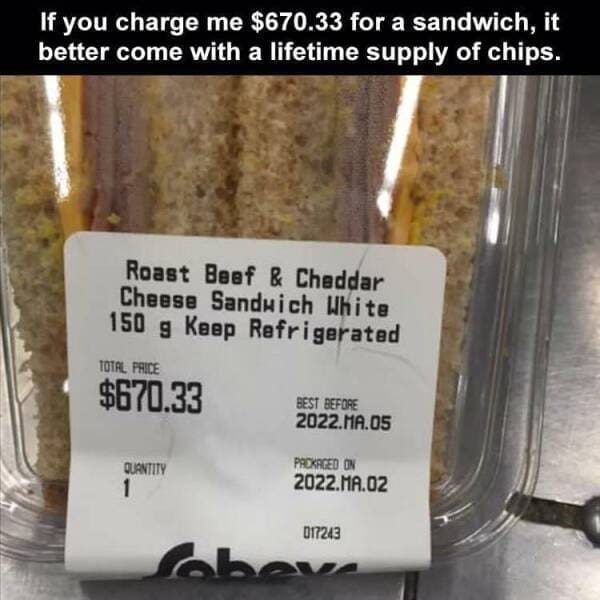 If you charge me $670.33 for a sandwich, it
better come with a lifetime supply of chips.
Roast Beef & Cheddar
Cheese Sandwich White
150 g Keep Refrigerated
TOTAL PRICE
$670.33
BEST BEFORE
2022.MA.05
QUANTITY
1
PACKAGED ON
2022.MA.02
017243
Sobeys